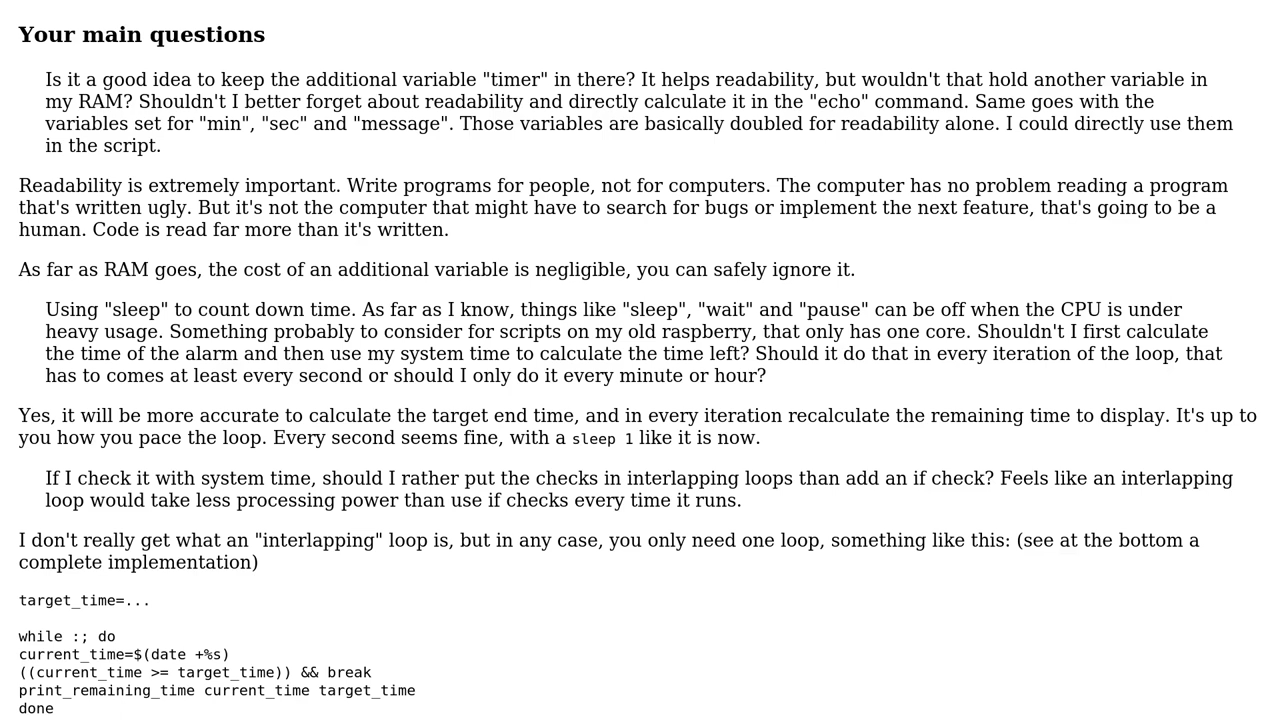 Your main questions
Is it a good idea to keep the additional variable "timer" in there? It helps readability, but wouldn't that hold another variable in
my RAM? Shouldn't I better forget about readability and directly calculate it in the "echo" command. Same goes with the
variables set for "min", "sec" and "message". Those variables are basically doubled for readability alone. I could directly use them
in the script.
Readability is extremely important. Write programs for people, not for computers. The computer has no problem reading a program
that's written ugly. But it's not the computer that might have to search for bugs or implement the next feature, that's going to be a
human. Code is read far more than it's written.
As far as RAM goes, the cost of an additional variable is negligible, you can safely ignore it.
Using "sleep" to count down time. As far as I know, things like "sleep", "wait" and "pause" can be off when the CPU is under
heavy usage. Something probably to consider for scripts on my old raspberry, that only has one core. Shouldn't I first calculate
the time of the alarm and then use my system time to calculate the time left? Should it do that in every iteration of the loop, that
has to comes at least every second or should I only do it every minute or hour?
Yes, it will be more accurate to calculate the target end time, and in every iteration recalculate the remaining time to display. It's up to
you how you pace the loop. Every second seems fine, with a sleep 1 like it is now.
If I check it with system time, should I rather put the checks in interlapping loops than add an if check? Feels like an interlapping
loop would take less processing power than use if checks every time it runs.
I don't really get what an "interlapping" loop is, but in any case, you only need one loop, something like this: (see at the bottom a
complete implementation)
target_time=...
while :; do
current_time=$(date +%s)
((current_time >= target_time)) && break
print_remaining_time current_time target_time
done